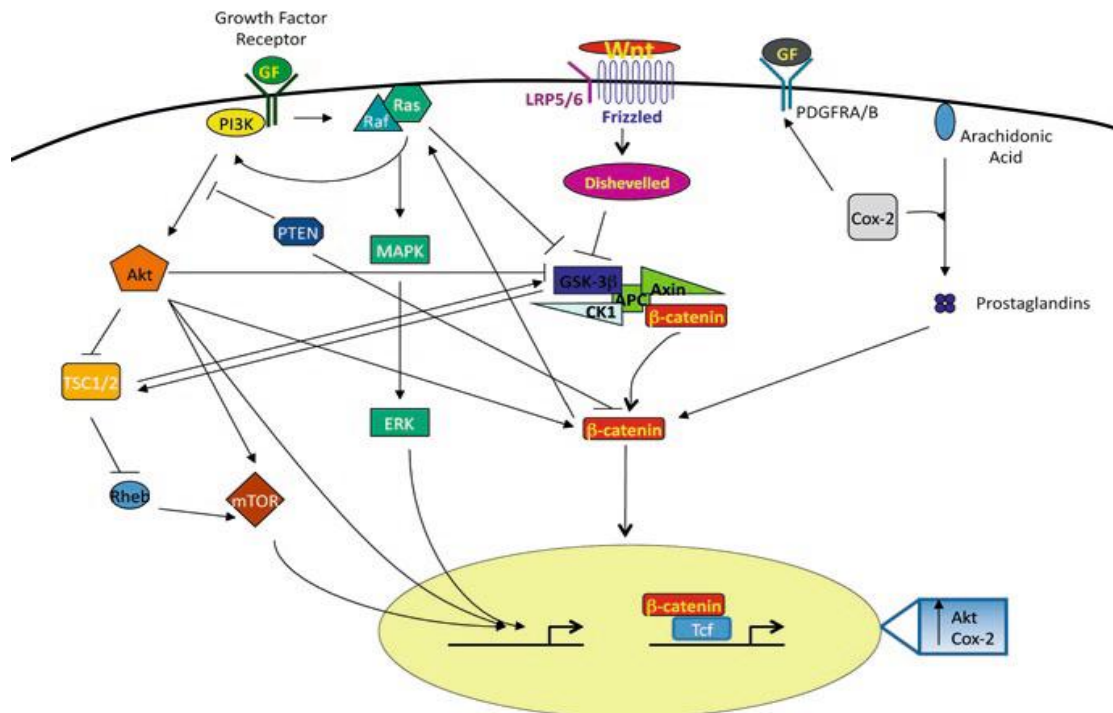 Growth Factor
Receptor
GF
PI3K
Raf
Ras
Wnt
LRP5/6
Frizzled
GF
PDGFRA/B
Arachidonic
Acid
Dishevelled
Cox-2
PTEN
MAPK
Akt
GSK-3β
Axin
APC
CK1
β-catenin
Prostaglandins
TSC1/2
ERK
β-catenin
Rheb
mTOR
β-catenin
Tcf
Akt
Cox-2